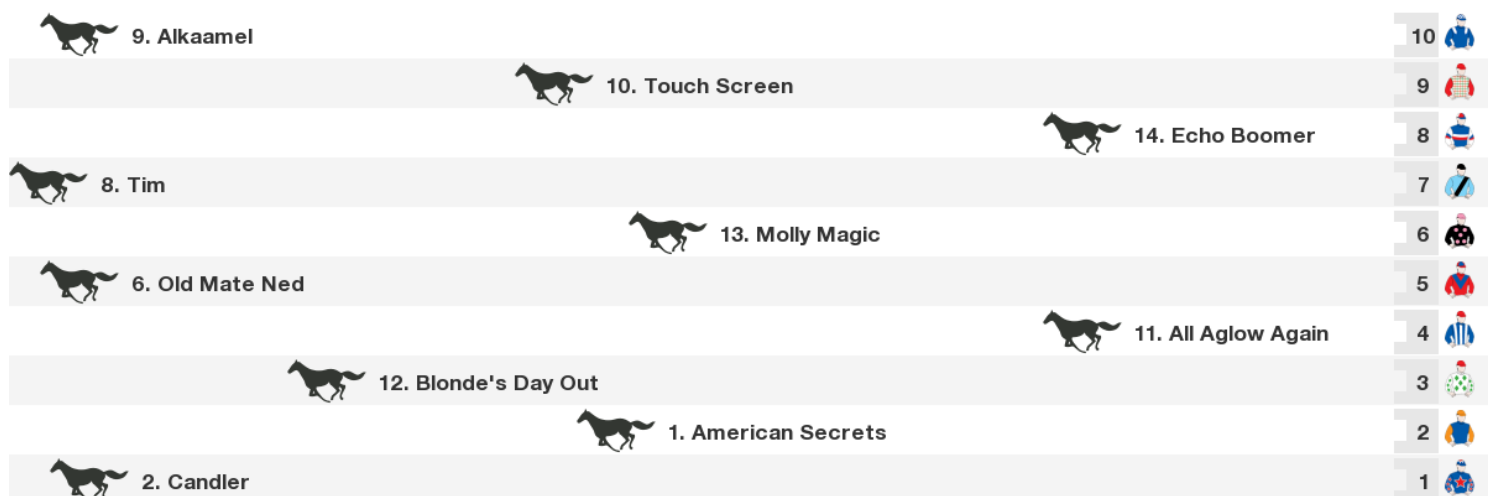 9. Alkaamel 10
10. Touch Screen 9
14. Echo Boomer 8
8. Tim 7
13. Molly Magic 6
6. Old Mate Ned 5
11. All Aglow Again 4
12. Blonde's Day Out 3
1. American Secrets 2
2. Candler 1